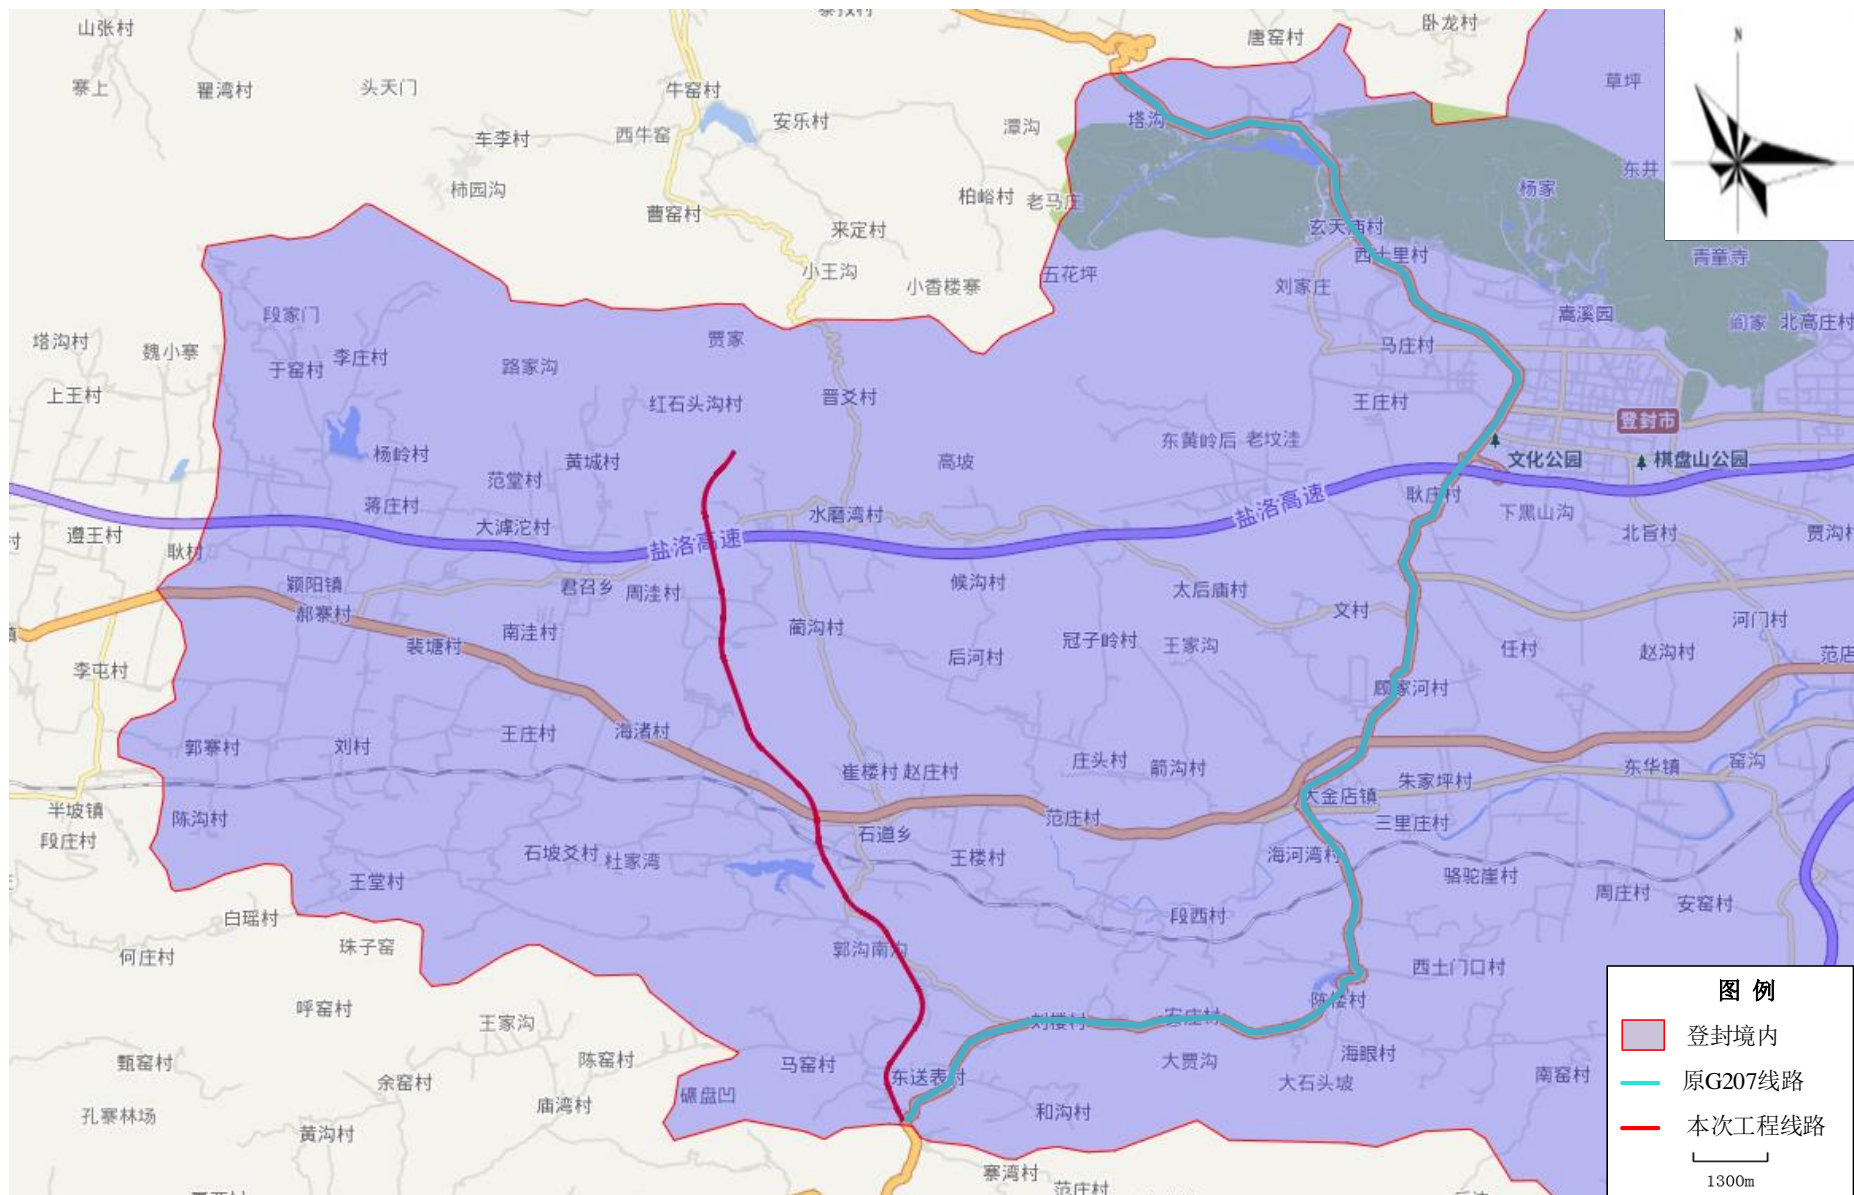 山张村
卧龙村
唐窑村
寨上
翟湾村
头天门
牛窑村
草坪
安乐村
塔沟
潭沟
车李村
西牛窑
东井
柿园沟
柏峪村
老马庄
杨家
曹窑村
来定村
玄天庙村
西十里村
青童寺
小王沟
五花坪
小香楼寨
刘家庄
段家门
嵩溪园
阎家
北高庄村
塔沟村
魏小寨
李庄村
贾家
马庄村
于窑村
路家沟
上王村
红石头沟村
晋爻村
王庄村
登封市
东黄岭后
老坟洼
杨岭村
黄城村
高坡
文化公园
棋盘山公园
范堂村
耿庄村
蒋庄村
盐洛高速
水磨湾村
下黑山沟
大滹沱村
遵王村
北旨村
贾沟村
盐洛高速
耿村
颖阳镇
君召乡
周洼村
候沟村
太后庙村
郝寨村
文村
河门村
南洼村
蔺沟村
裴塘村
冠子岭村
王家沟
任村
赵沟村
范店
后河村
李屯村
顾家河村
郭寨村
刘村
王庄村
海渚村
庄头村
箭沟村
崔楼村
赵庄村
东华镇
窑沟
朱家坪村
大金店镇
半坡镇
陈沟村
范庄村
三里庄村
段庄村
石道乡
石坡爻村
杜家湾
王楼村
海河湾村
王堂村
骆驼崖村
周庄村
安窑村
白瑶村
段西村
珠子窑
郭沟南沟
何庄村
西土门口村
陈楼村
呼窑村
王家沟
刘楼村
安庄村
甄窑村
陈窑村
马窑村
东送表村
大贾沟
海眼村
余窑村
大石头坡
南窑村
碾盘凹
庙湾村
和沟村
孔寨林场
黄沟村
寨湾村
范庄村
N
图 例
登封境内
原G207线路
本次工程线路
1300m